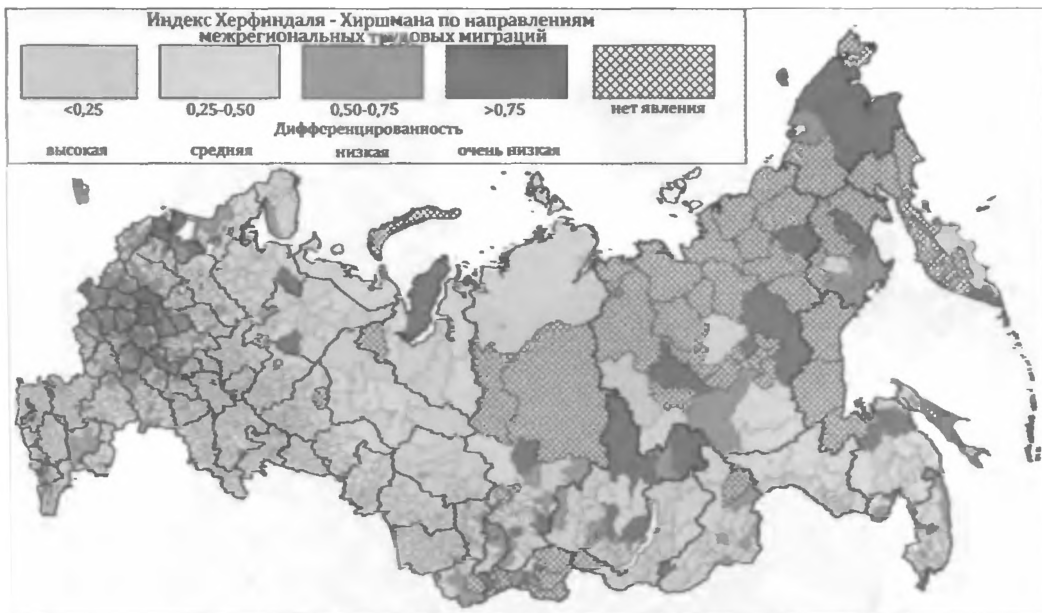 Индекс Херфиндаля - Хиршмана по направлениям
межрегиональных трудовых миграций
<0,25 0,25-0,50 0,50-0,75 >0,75 нет явления
Дифференцированность
высокая средняя низкая очень низкая